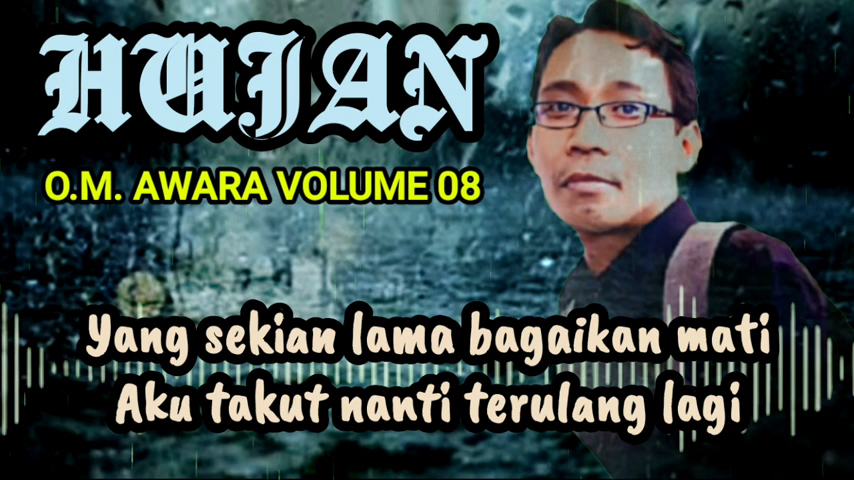 HUJAN
O.M. AWARA VOLUME 08
Yang sekian lama bagaikan mati
Aku takut nanti terulang lagi